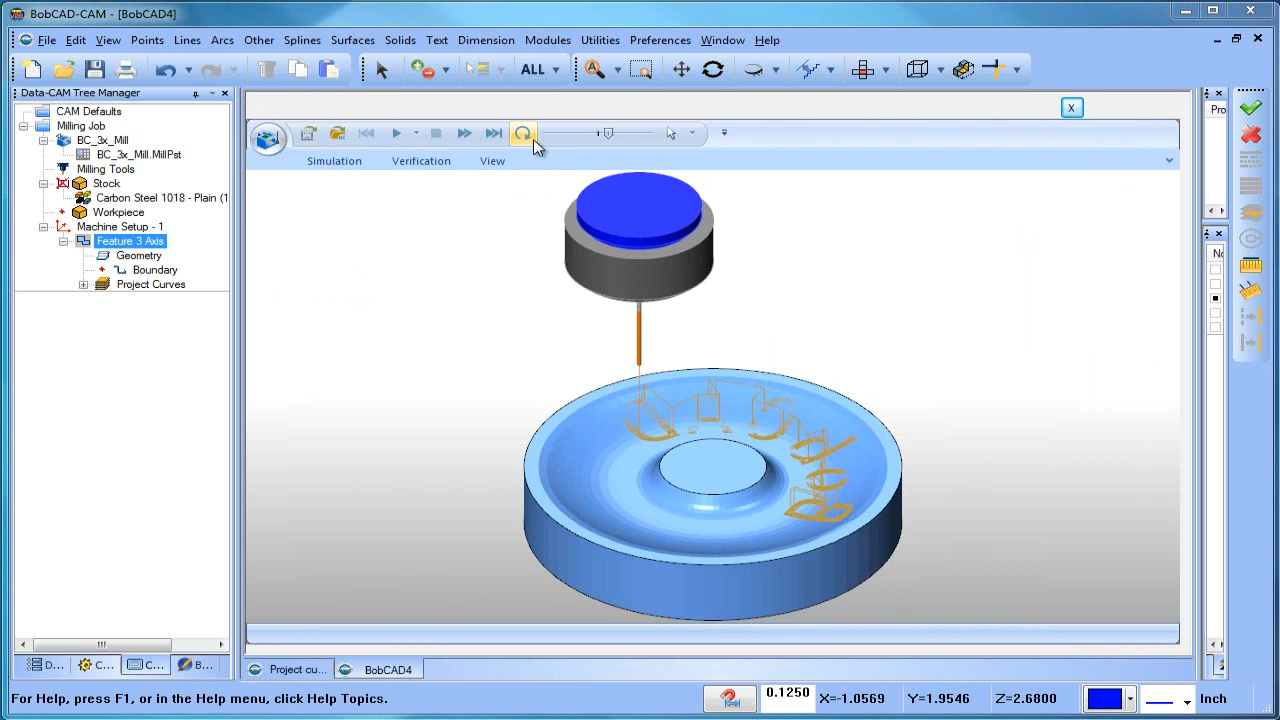 BobCAD-CAM - [BobCAD4]
File Edit View Points Lines Arcs Other Splines Surfaces Solids Text Dimension Modules Utilities Preferences Window Help
ALL
Data-CAM Tree Manager
CAM Defaults
Milling Job
BC_3x_Mill
BC_3x_Mill.MillPst
Milling Tools
Stock
Carbon Steel 1018 - Plain (1
Workpiece
Machine Setup - 1
Feature 3 Axis
Geometry
Boundary
Project Curves
X
Simulation Verification View
Pro
No
D... C... C... B...
Project cu... BobCAD4
For Help, press F1, or in the Help menu, click Help Topics.
0.1250 X=-1.0569 Y=1.9546 Z=2.6800 Inch